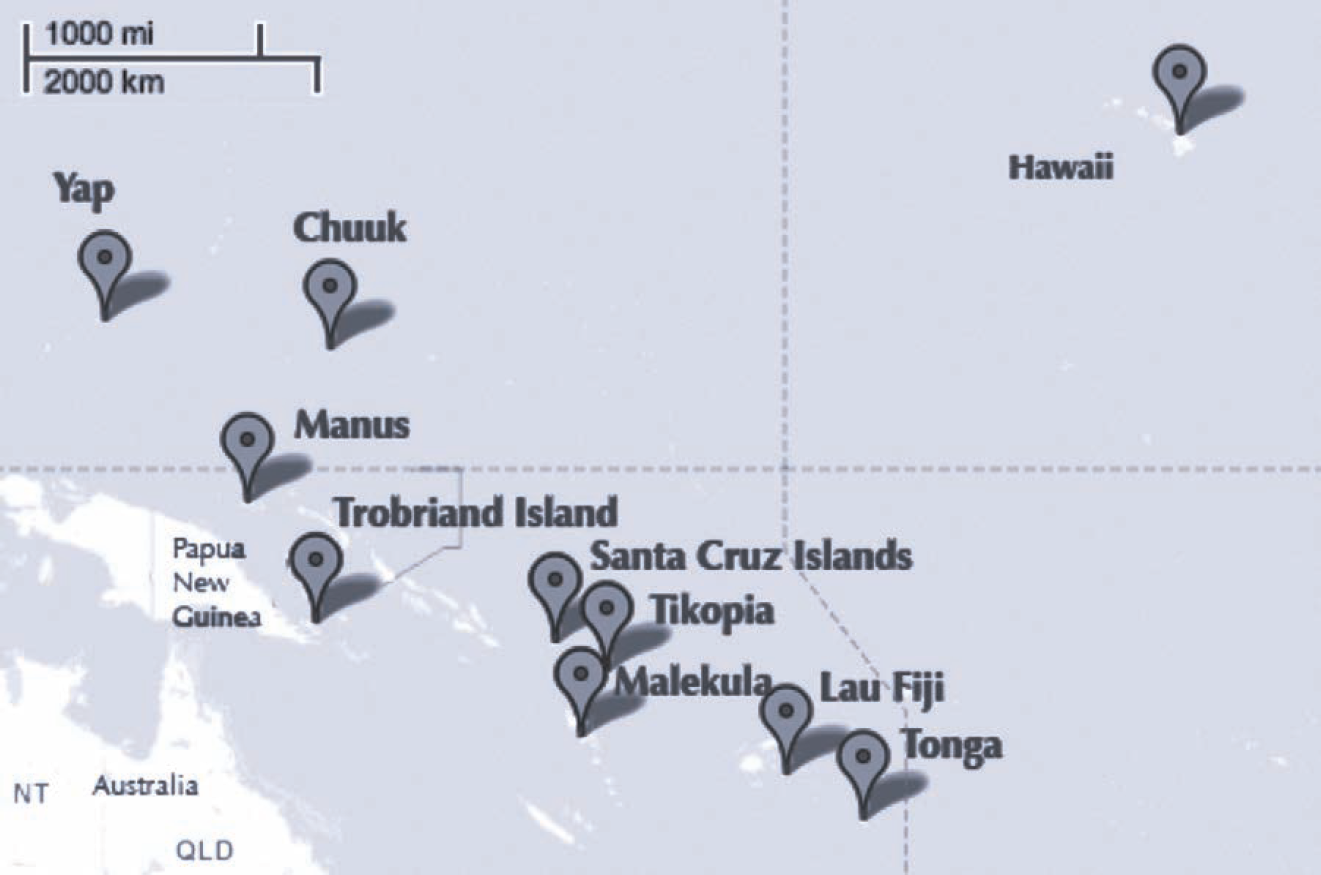 1000 mi
2000 km
Hawaii
Yap
Chuuk
Manus
Trobriand Island
Papua
New
Guinea
Santa Cruz Islands
Tikopia
Malekula
Lau Fiji
Tonga
NT
Australia
QLD